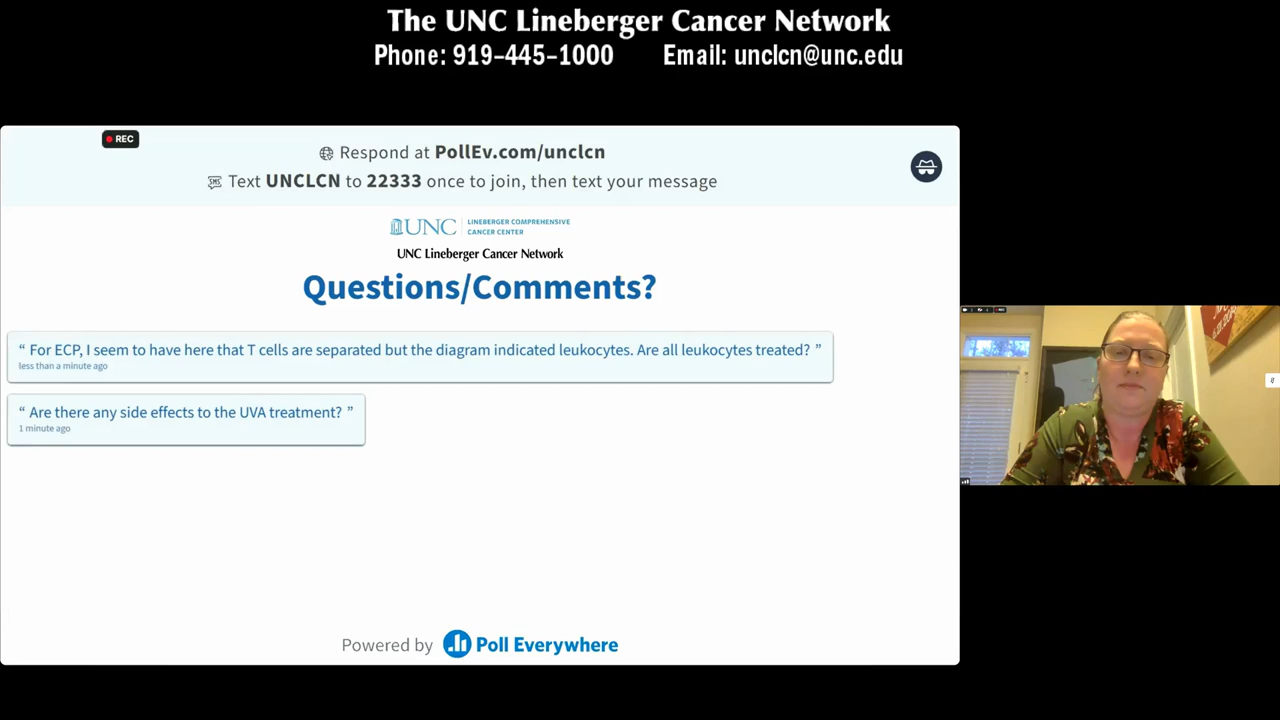 The UNC Lineberger Cancer Network
Phone: 919-445-1000 Email: unclcn@unc.edu
REC
Respond at PollEv.com/unclcn
Text UNCLCN to 22333 once to join, then text your message
UNC LINEBERGER COMPREHENSIVE
CANCER CENTER
UNC Lineberger Cancer Network
Questions/Comments?
“ For ECP, I seem to have here that T cells are separated but the diagram indicated leukocytes. Are all leukocytes treated? ”
less than a minute ago
“ Are there any side effects to the UVA treatment? ”
1 minute ago
Powered by Poll Everywhere